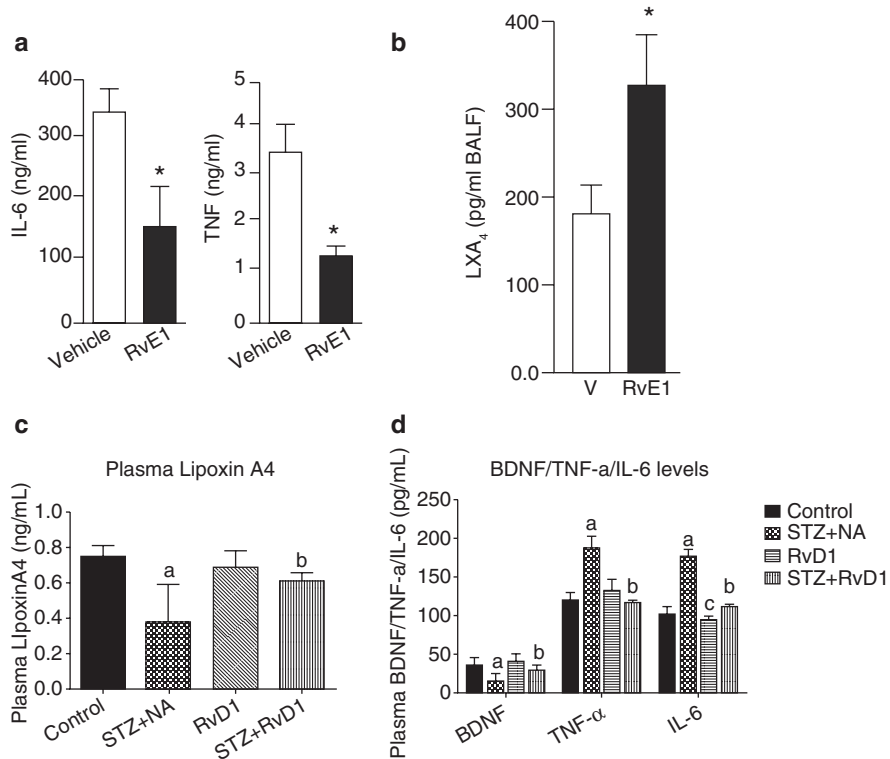 a
IL-6 (ng/ml)
400
300
200
100
0
*
Vehicle
RvE1
TNF (ng/ml)
5
4
3
2
1
0
*
Vehicle
RvE1
b
LXA4 (pg/ml BALF)
400
300
200
100
0.0
*
V
RvE1
c
Plasma Lipoxin A4
Plasma LIpoxinA4 (ng/mL)
1.0
0.8
0.6
0.4
0.2
0.0
a
b
Control
STZ+NA
RvD1
STZ+RvD1
d
BDNF/TNF-a/IL-6 levels
Plasma BDNF/TNF-a/IL-6 (pg/mL)
250
200
150
100
50
0
a
b
a
b
a
c
b
BDNF
TNF-α
IL-6
Control
STZ+NA
RvD1
STZ+RvD1